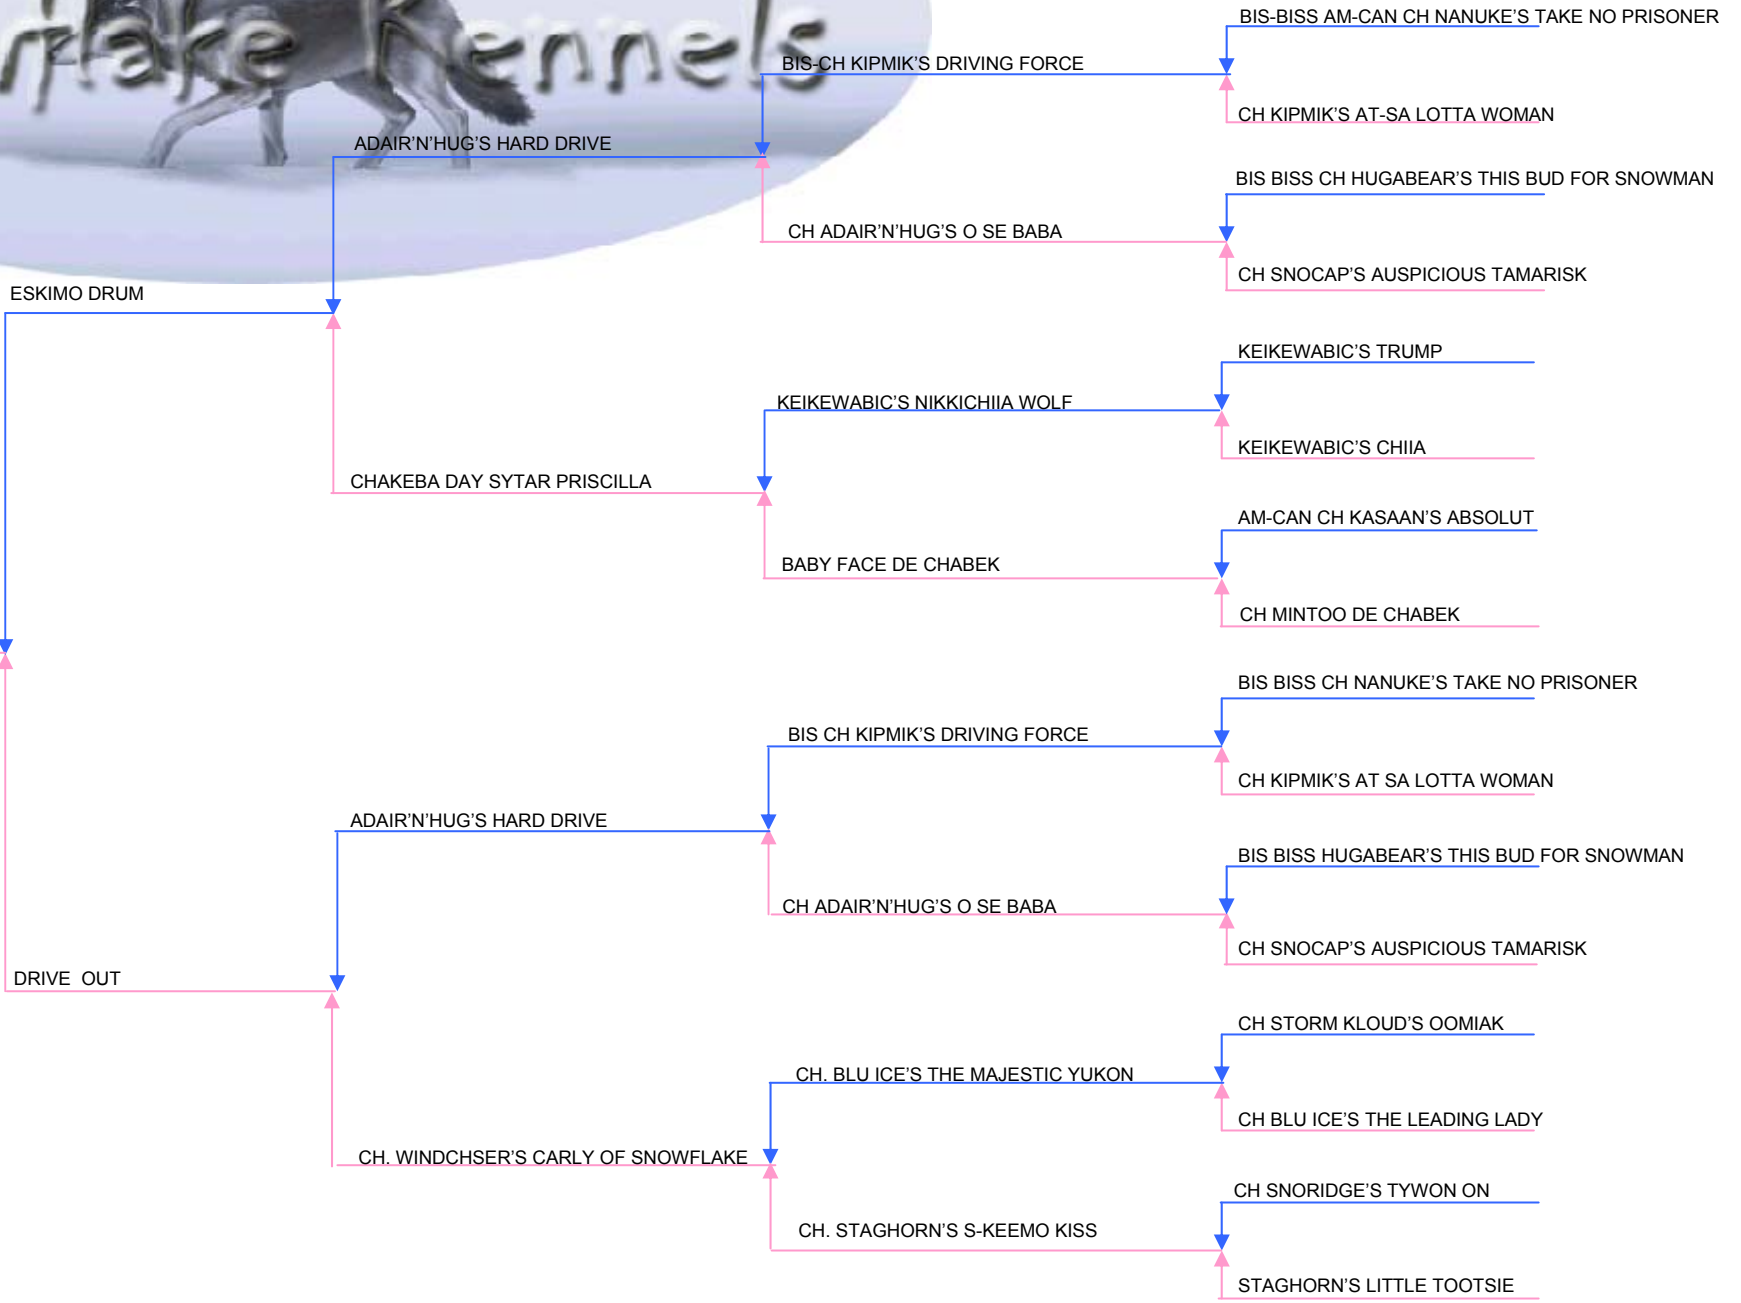 flake Kennels
BIS-BISS AM-CAN CH NANUKE’S TAKE NO PRISONER
BIS-CH KIPMIK’S DRIVING FORCE
CH KIPMIK’S AT-SA LOTTA WOMAN
ADAIR’N’HUG’S HARD DRIVE
BIS BISS CH HUGABEAR’S THIS BUD FOR SNOWMAN
CH ADAIR’N’HUG’S O SE BABA
CH SNOCAP’S AUSPICIOUS TAMARISK
ESKIMO DRUM
KEIKEWABIC’S TRUMP
KEIKEWABIC’S NIKKICHIIA WOLF
KEIKEWABIC’S CHIIA
CHAKEBA DAY SYTAR PRISCILLA
AM-CAN CH KASAAN’S ABSOLUT
BABY FACE DE CHABEK
CH MINTOO DE CHABEK
BIS BISS CH NANUKE’S TAKE NO PRISONER
BIS CH KIPMIK’S DRIVING FORCE
CH KIPMIK’S AT SA LOTTA WOMAN
ADAIR’N’HUG’S HARD DRIVE
BIS BISS HUGABEAR’S THIS BUD FOR SNOWMAN
CH ADAIR’N’HUG’S O SE BABA
CH SNOCAP’S AUSPICIOUS TAMARISK
DRIVE OUT
CH STORM KLOUD’S OOMIAK
CH. BLU ICE’S THE MAJESTIC YUKON
CH BLU ICE’S THE LEADING LADY
CH. WINDCHSER’S CARLY OF SNOWFLAKE
CH SNORIDGE’S TYWON ON
CH. STAGHORN’S S-KEEMO KISS
STAGHORN’S LITTLE TOOTSIE